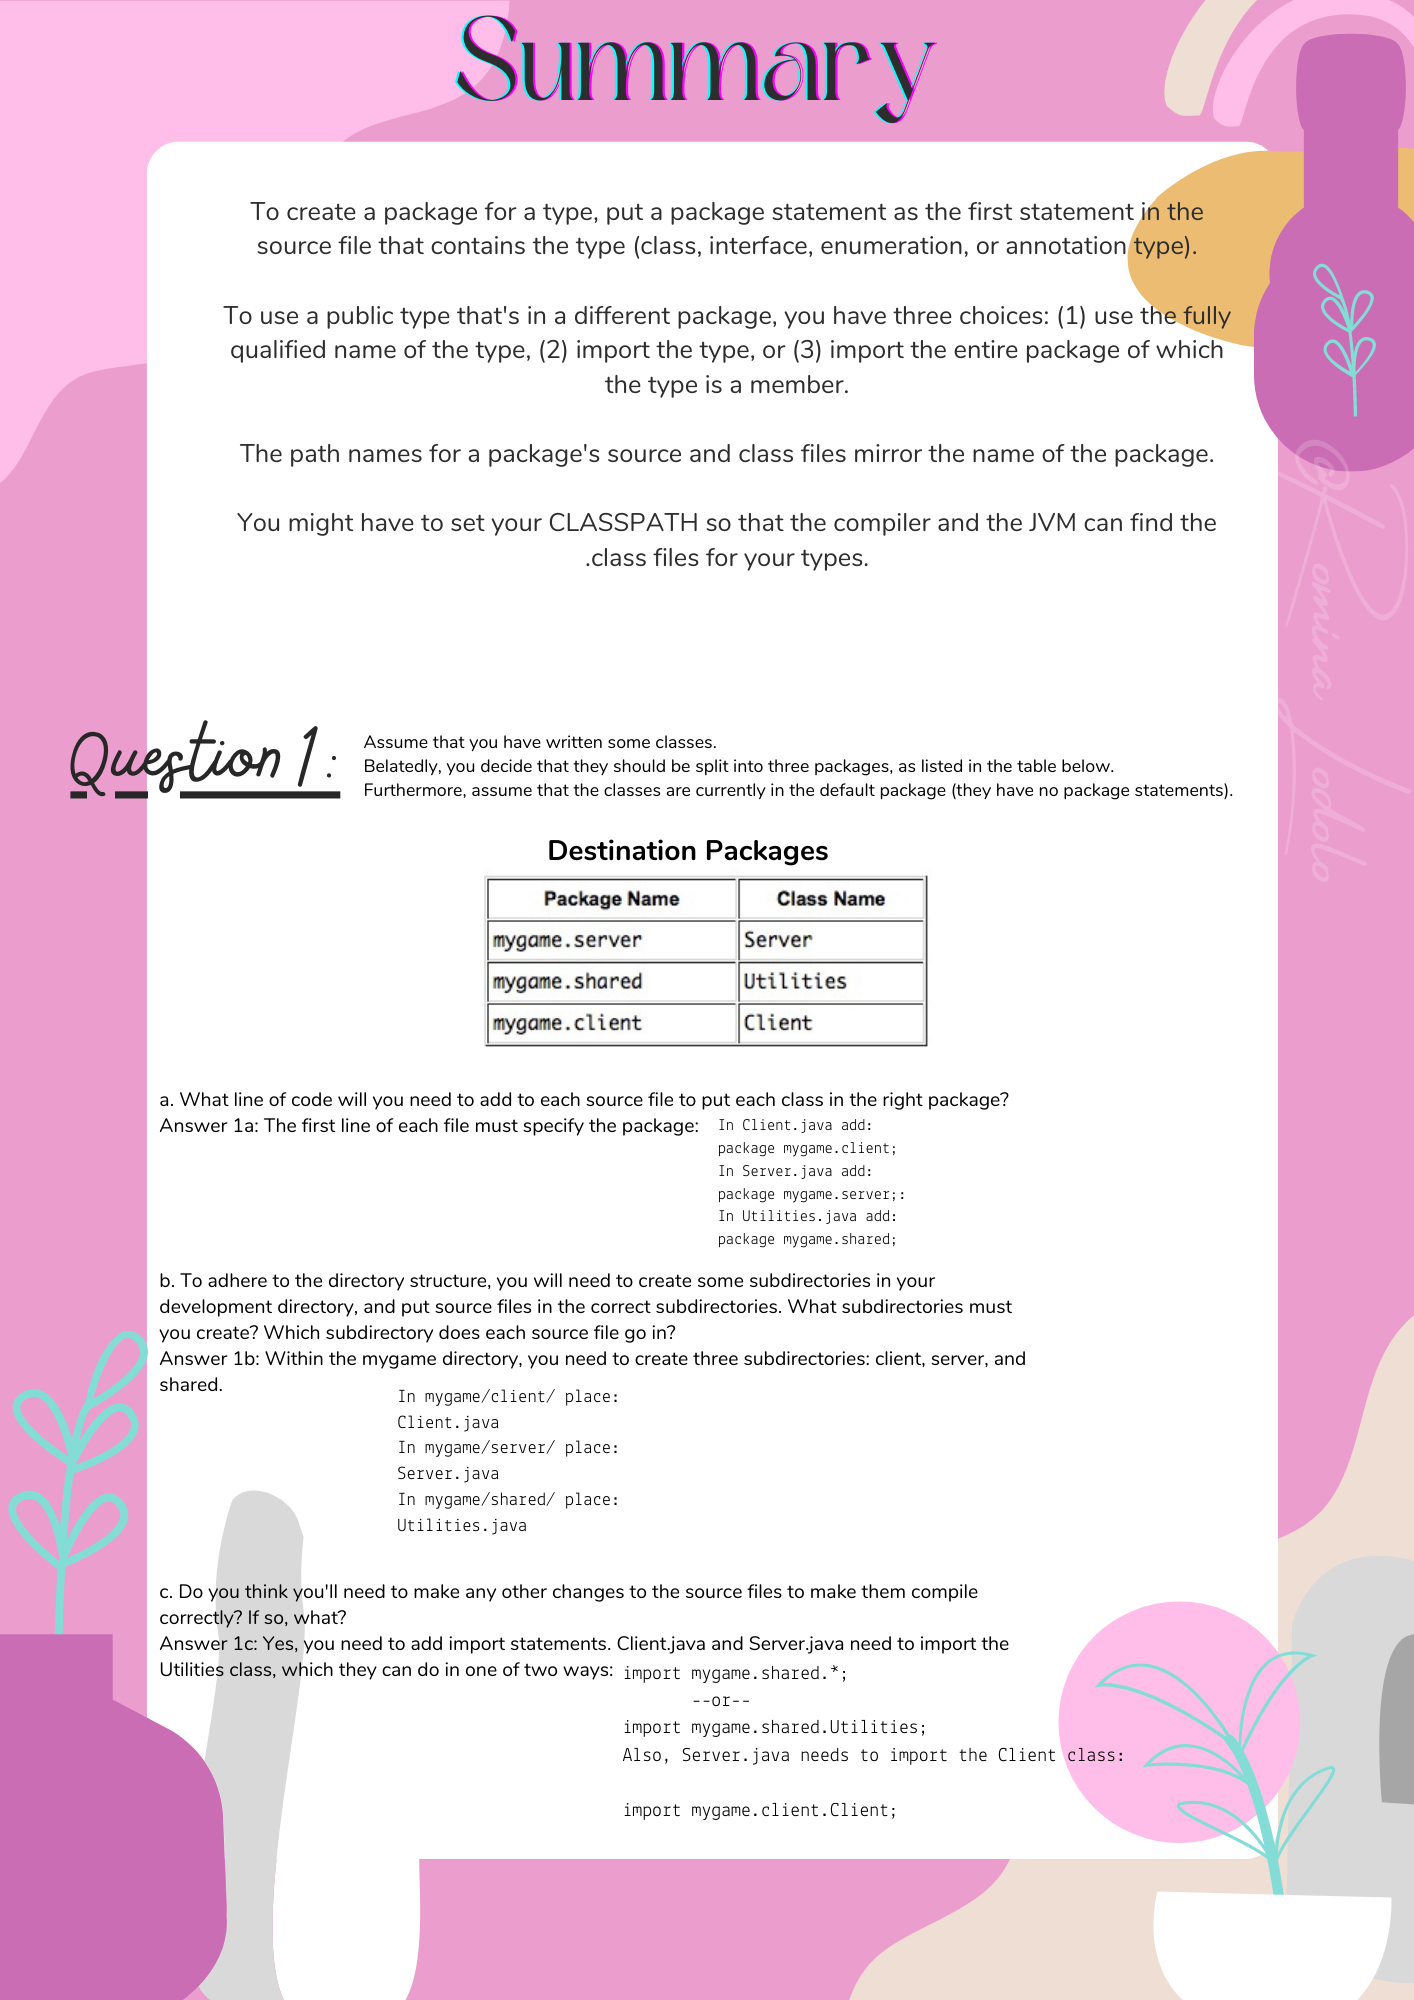 Summary
To create a package for a type, put a package statement as the first statement in the
source file that contains the type (class, interface, enumeration, or annotation type).
To use a public type that's in a different package, you have three choices: (1) use the fully
qualified name of the type, (2) import the type, or (3) import the entire package of which
the type is a member.
The path names for a package's source and class files mirror the name of the package.
You might have to set your CLASSPATH so that the compiler and the JVM can find the
.class files for your types.
@Romina Lodolo
Question 1:
Assume that you have written some classes.
Belatedly, you decide that they should be split into three packages, as listed in the table below.
Furthermore, assume that the classes are currently in the default package (they have no package statements).
Destination Packages
Package Name Class Name
mygame.server Server
mygame.shared Utilities
mygame.client Client
a. What line of code will you need to add to each source file to put each class in the right package?
Answer 1a: The first line of each file must specify the package:
In Client.java add:
package mygame.client;
In Server.java add:
package mygame.server;:
In Utilities.java add:
package mygame.shared;
b. To adhere to the directory structure, you will need to create some subdirectories in your
development directory, and put source files in the correct subdirectories. What subdirectories must
you create? Which subdirectory does each source file go in?
Answer 1b: Within the mygame directory, you need to create three subdirectories: client, server, and
shared.
In mygame/client/ place:
Client.java
In mygame/server/ place:
Server.java
In mygame/shared/ place:
Utilities.java
c. Do you think you'll need to make any other changes to the source files to make them compile
correctly? If so, what?
Answer 1c: Yes, you need to add import statements. Client.java and Server.java need to import the
Utilities class, which they can do in one of two ways:
import mygame.shared.*;
--or--
import mygame.shared.Utilities;
Also, Server.java needs to import the Client class:
import mygame.client.Client;